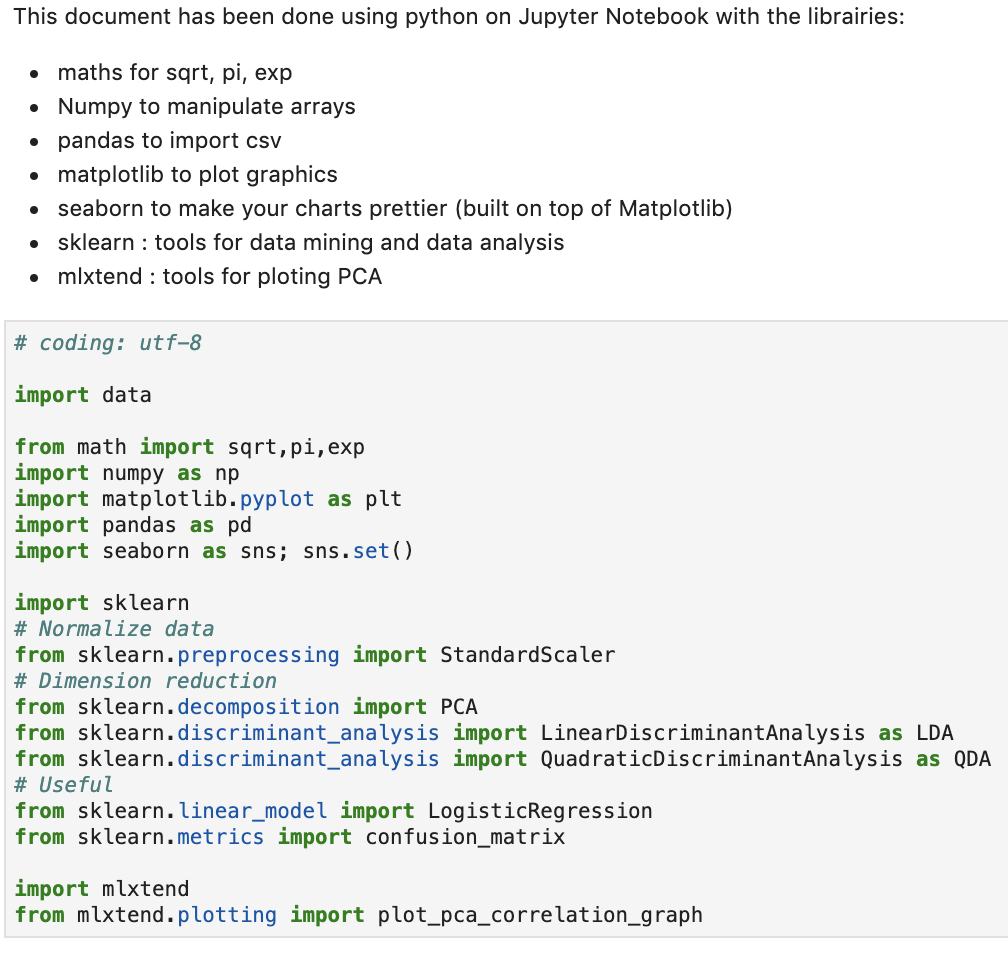 This document has been done using python on Jupyter Notebook with the librairies:
• maths for sqrt, pi, exp
• Numpy to manipulate arrays
• pandas to import csv
• matplotlib to plot graphics
• seaborn to make your charts prettier (built on top of Matplotlib)
• sklearn : tools for data mining and data analysis
• mlxtend : tools for ploting PCA
# coding: utf-8
import data
from math import sqrt,pi,exp
import numpy as np
import matplotlib.pyplot as plt
import pandas as pd
import seaborn as sns; sns.set()
import sklearn
# Normalize data
from sklearn.preprocessing import StandardScaler
# Dimension reduction
from sklearn.decomposition import PCA
from sklearn.discriminant_analysis import LinearDiscriminantAnalysis as LDA
from sklearn.discriminant_analysis import QuadraticDiscriminantAnalysis as QDA
# Useful
from sklearn.linear_model import LogisticRegression
from sklearn.metrics import confusion_matrix
import mlxtend
from mlxtend.plotting import plot_pca_correlation_graph